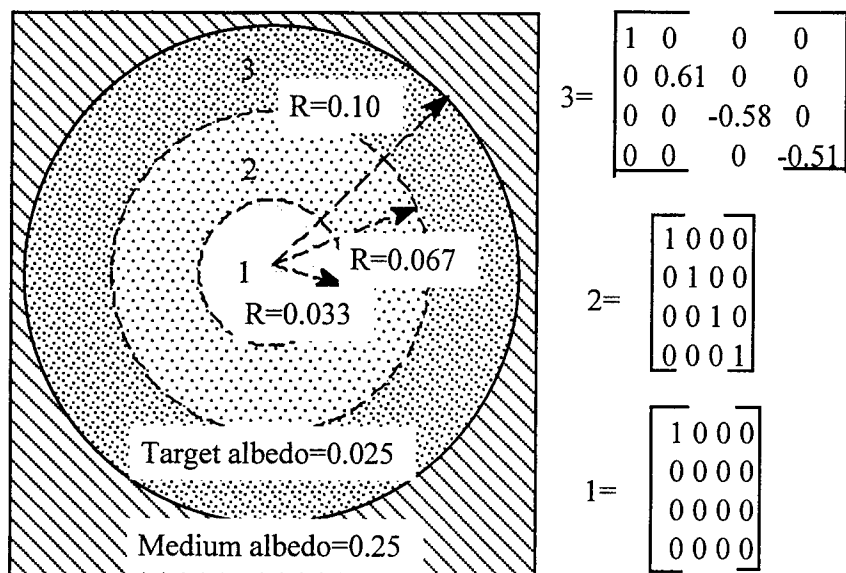 3
R=0.10
2
1
R=0.067
R=0.033
Target albedo=0.025
Medium albedo=0.25
3=
1 0 0 0
0 0.61 0 0
0 0 -0.58 0
0 0 0 -0.51
2=
1 0 0 0
0 1 0 0
0 0 1 0
0 0 0 1
1=
1 0 0 0
0 0 0 0
0 0 0 0
0 0 0 0